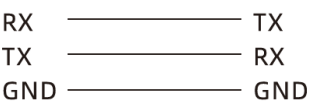 RX TX
TX RX
GND GND